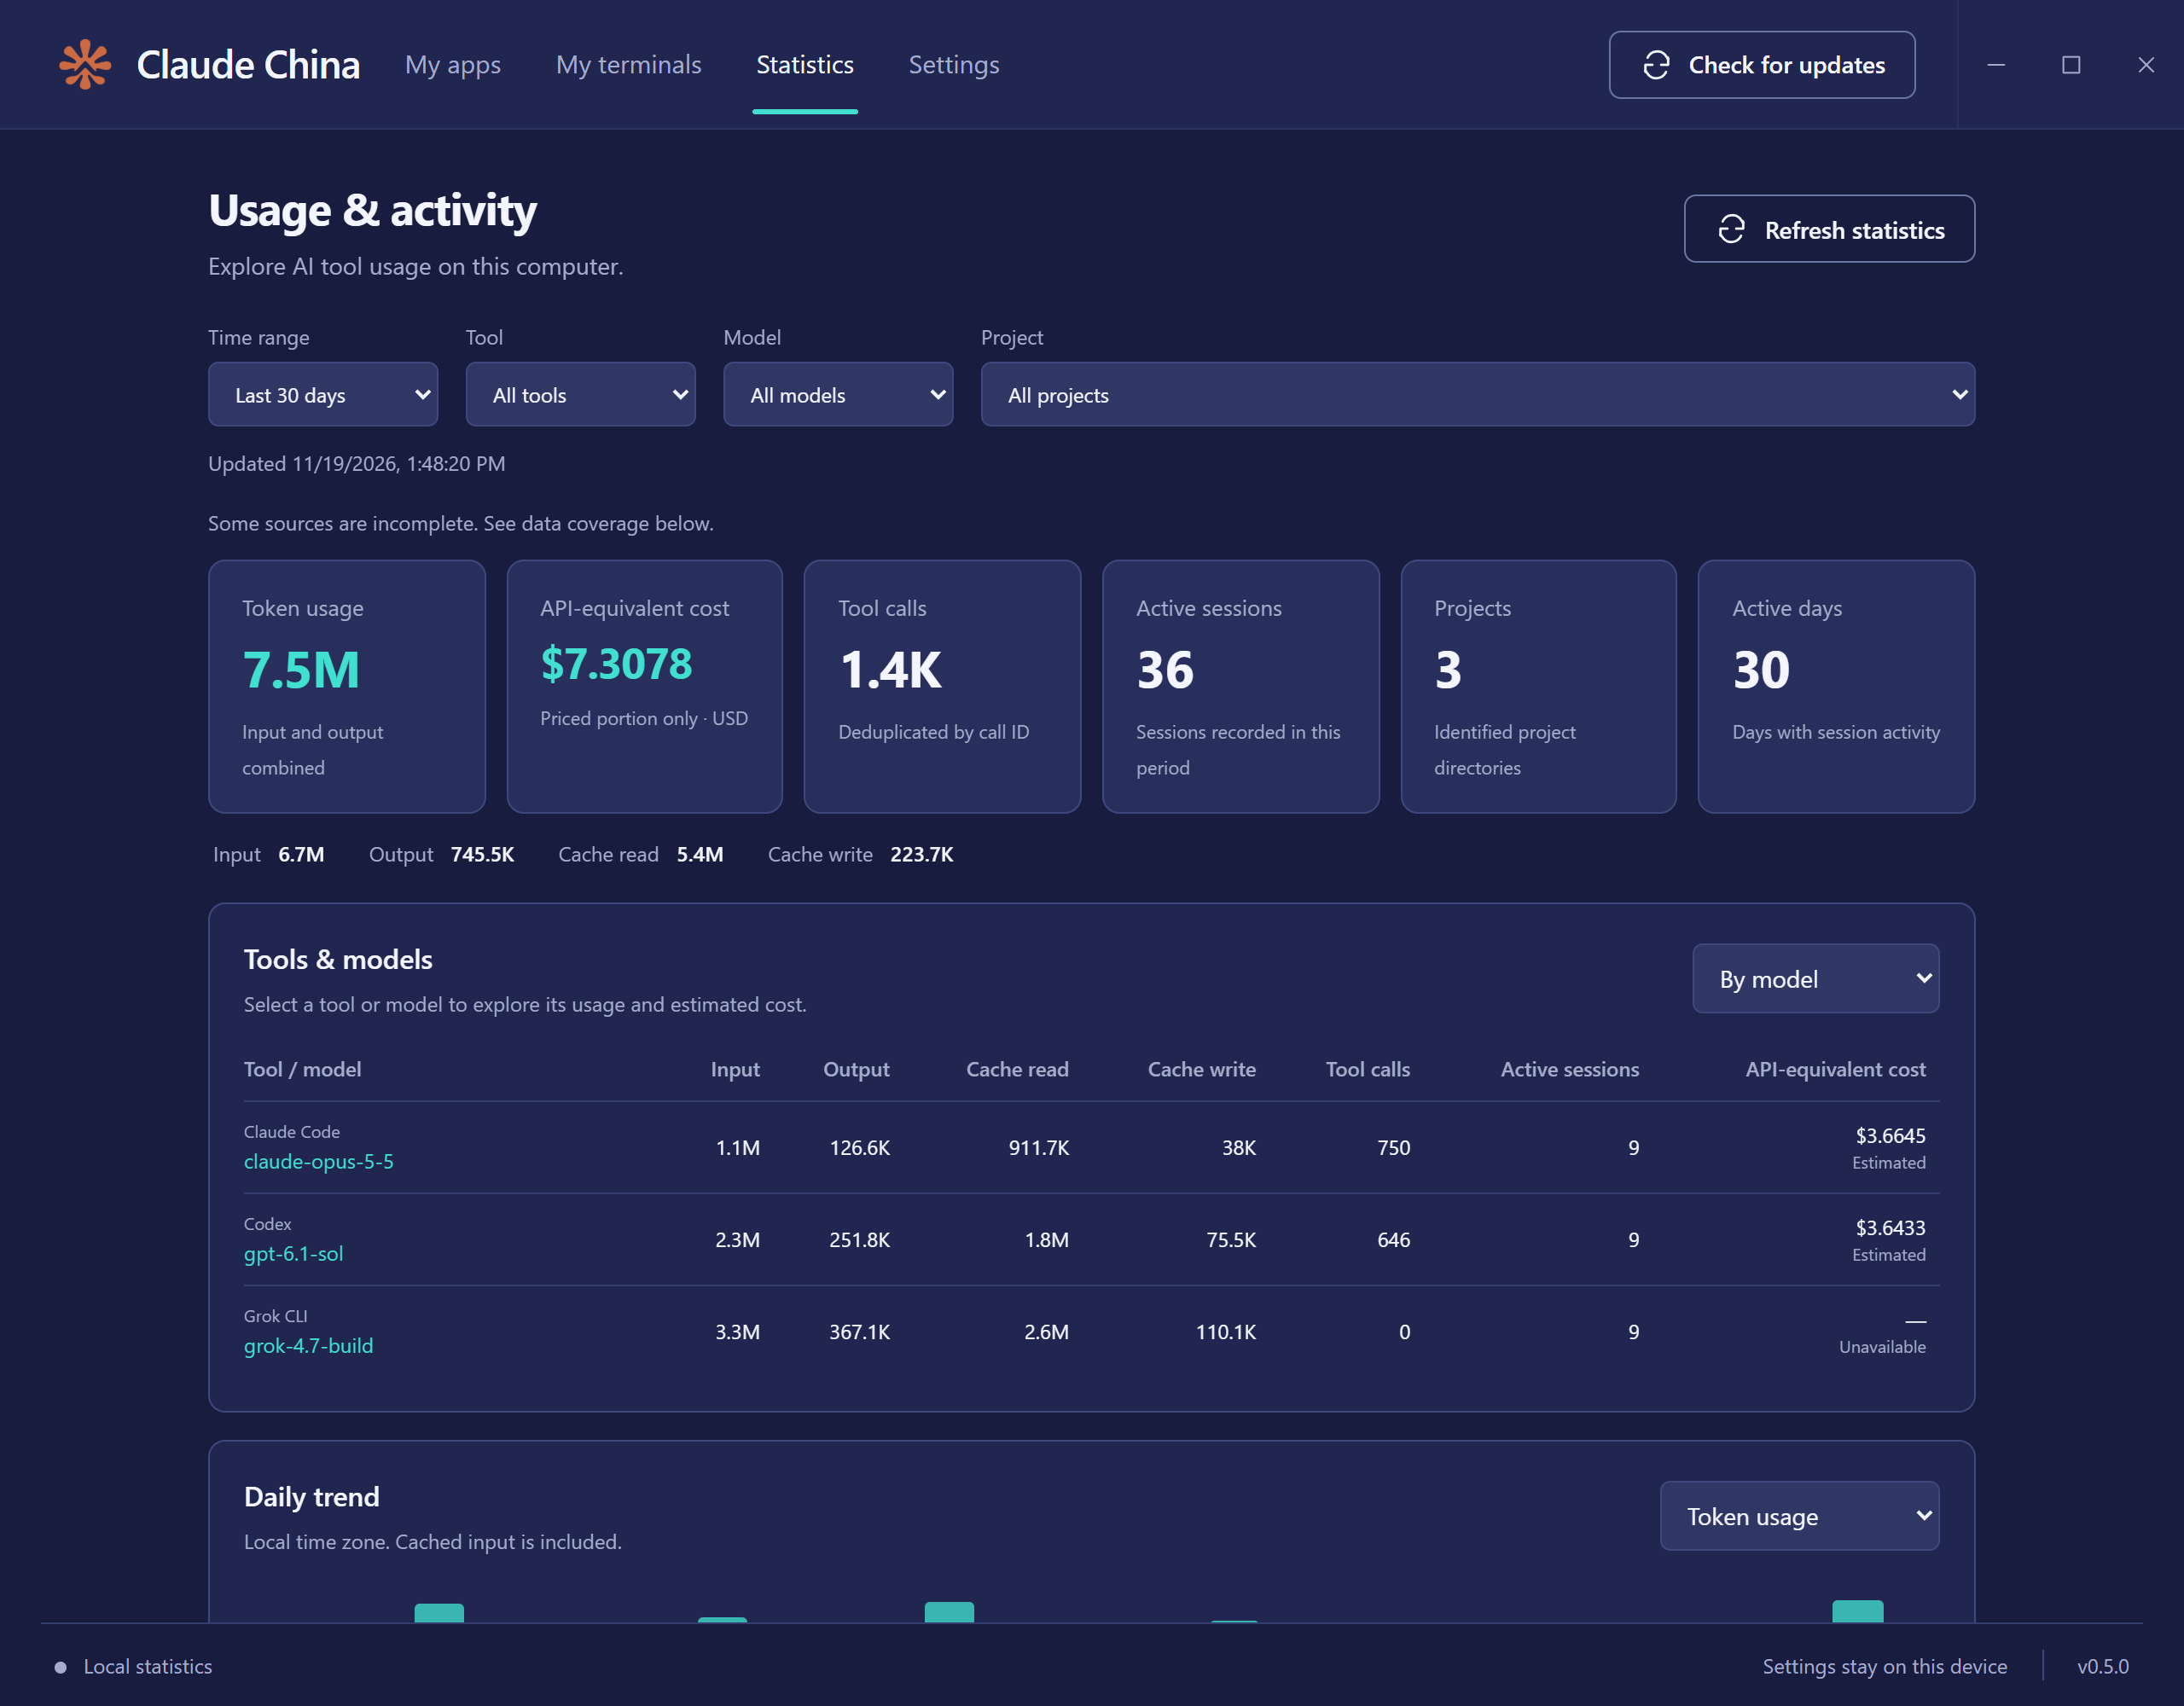 Claude China
My apps
My terminals
Statistics
Settings
Check for updates
Usage & activity
Explore AI tool usage on this computer.
Refresh statistics
Time range
Tool
Model
Project
Last 30 days
All tools
All models
All projects
Updated 11/19/2026, 1:48:20 PM
Some sources are incomplete. See data coverage below.
Token usage
7.5M
Input and output
combined
API-equivalent cost
$7.3078
Priced portion only · USD
Tool calls
1.4K
Deduplicated by call ID
Active sessions
36
Sessions recorded in this
period
Projects
3
Identified project
directories
Active days
30
Days with session activity
Input 6.7M Output 745.5K Cache read 5.4M Cache write 223.7K
Tools & models
Select a tool or model to explore its usage and estimated cost.
By model
Tool / model Input Output Cache read Cache write Tool calls Active sessions API-equivalent cost
Claude Code
claude-opus-5-5
1.1M 126.6K 911.7K 38K 750 9 $3.6645
Estimated
Codex
gpt-6.1-sol
2.3M 251.8K 1.8M 75.5K 646 9 $3.6433
Estimated
Grok CLI
grok-4.7-build
3.3M 367.1K 2.6M 110.1K 0 9 —
Unavailable
Daily trend
Local time zone. Cached input is included.
Token usage
Local statistics
Settings stay on this device
v0.5.0